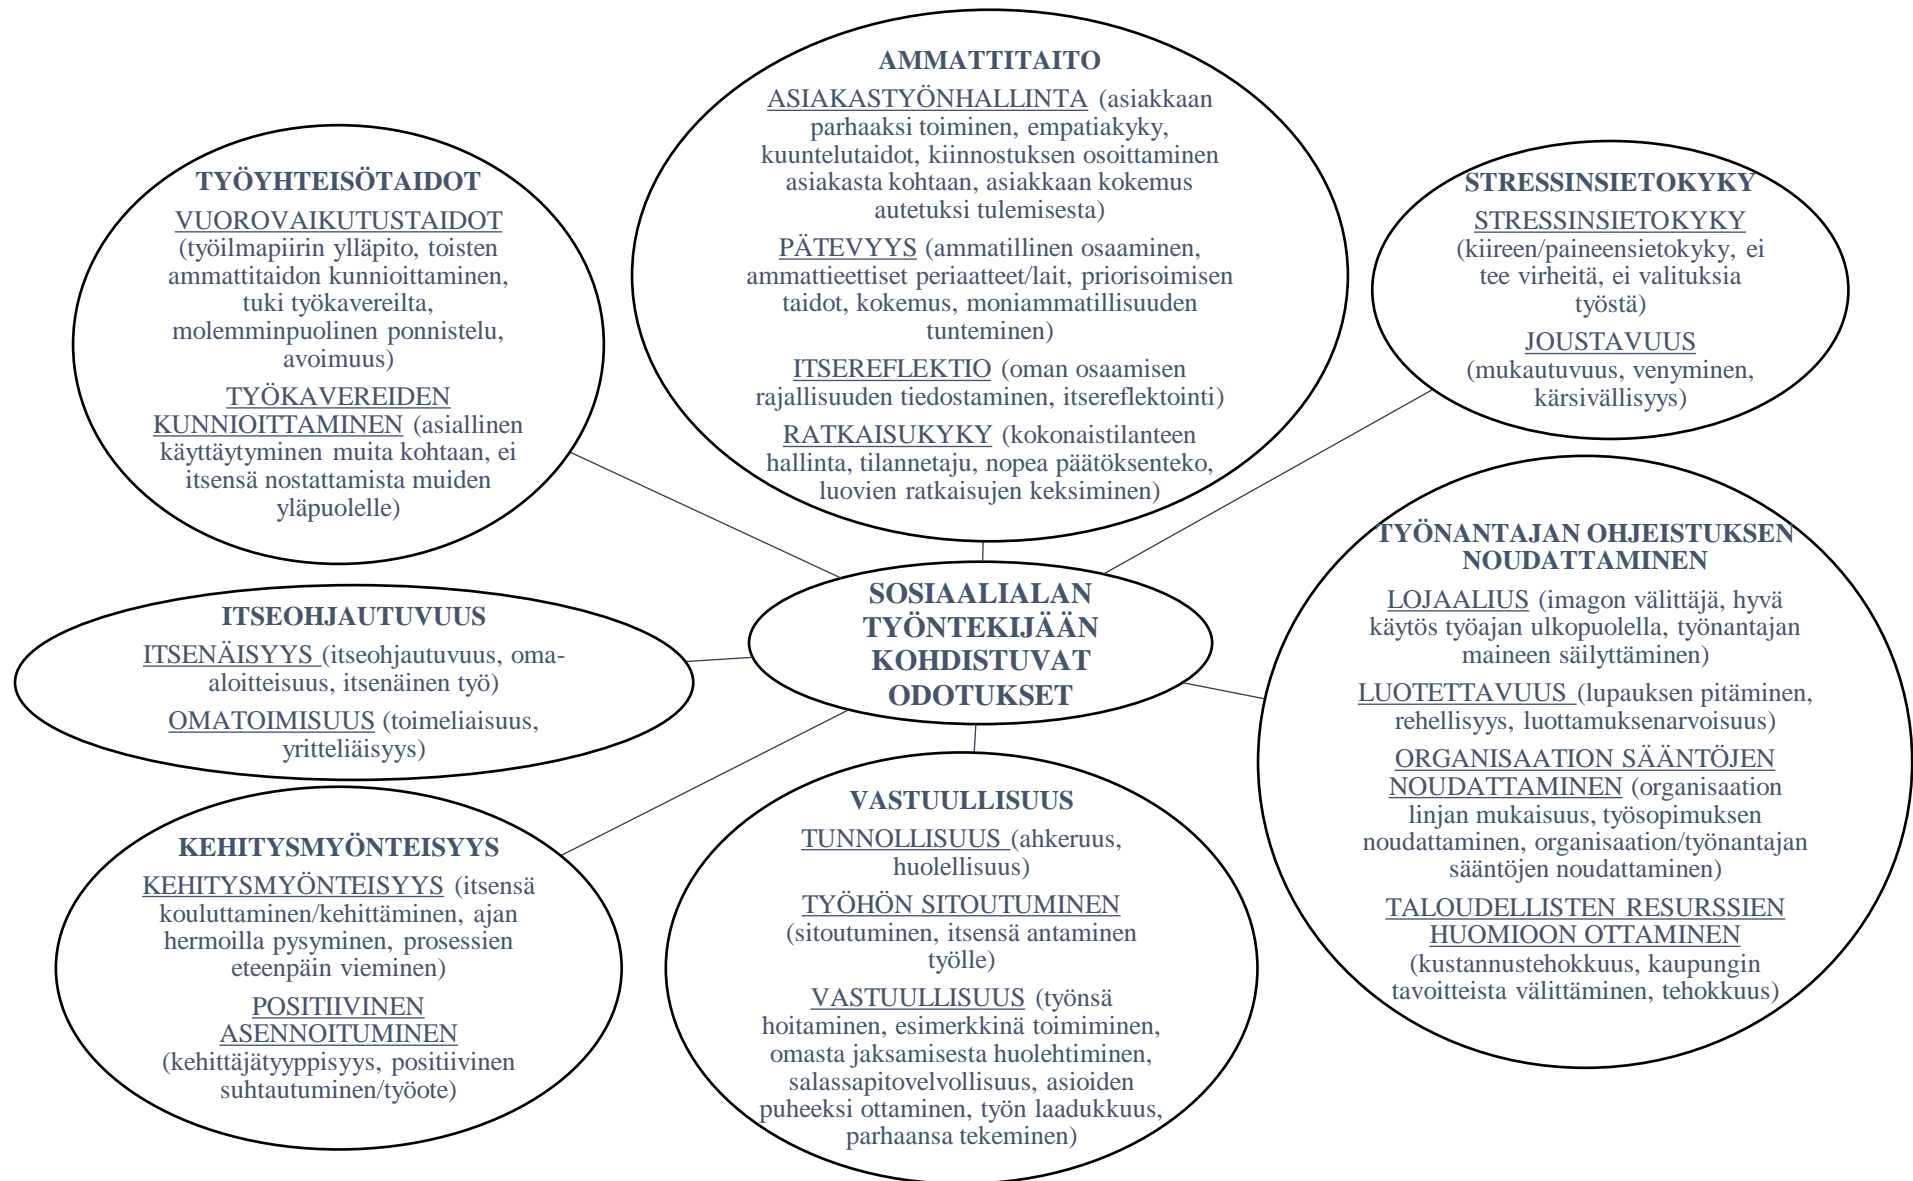 AMMATTITAITO
ASIAKASTYÖNHALLINTA (asiakkaan
parhaaksi toiminen, empatiakyky,
kuuntelutaidot, kiinnostuksen osoittaminen
asiakasta kohtaan, asiakkaan kokemus
autetuksi tulemisesta)
PÄTEVYYS (ammatillinen osaaminen,
ammattieettiset periaatteet/lait, priorisoimisen
taidot, kokemus, moniammatillisuuden
tunteminen)
ITSEREFLEKTIO (oman osaamisen
rajallisuuden tiedostaminen, itsereflektointi)
RATKAISUKYKY (kokonaistilanteen
hallinta, tilannetaju, nopea päätöksenteko,
luovien ratkaisujen keksiminen)
TYÖYHTEISÖTAIDOT
VUOROVAIKUTUSTAIDOT
(työilmapiirin ylläpito, toisten
ammattitaidon kunnioittaminen,
tuki työkavereilta,
molemminpuolinen ponnistelu,
avoimuus)
TYÖKAVEREIDEN
KUNNIOITTAMINEN (asiallinen
käyttäytyminen muita kohtaan, ei
itsensä nostattamista muiden
yläpuolelle)
STRESSINSIETOKYKY
STRESSINSIETOKYKY
(kiireen/paineensietokyky, ei
tee virheitä, ei valituksia
työstä)
JOUSTAVUUS
(mukautuvuus, venyminen,
kärsivällisyys)
SOSIAALIALAN
TYÖNTEKIJÄÄN
KOHDISTUVAT
ODOTUKSET
TYÖNANTAJAN OHJEISTUKSEN
NOUDATTAMINEN
LOJAALIUS (imagon välittäjä, hyvä
käytös työajan ulkopuolella, työnantajan
maineen säilyttäminen)
LUOTETTAVUUS (lupauksen pitäminen,
rehellisyys, luottamuksenarvoisuus)
ORGANISAATION SÄÄNTÖJEN
NOUDATTAMINEN (organisaation
linjan mukaisuus, työsopimuksen
noudattaminen, organisaation/työnantajan
sääntöjen noudattaminen)
TALOUDELLISTEN RESURSSIEN
HUOMIOON OTTAMINEN
(kustannustehokkuus, kaupungin
tavoitteista välittäminen, tehokkuus)
ITSEOHJAUTUVUUS
ITSENÄISYYS (itseohjautuvuus, oma-
aloitteisuus, itsenäinen työ)
OMATOIMISUUS (toimeliaisuus,
yritteliäisyys)
KEHITYSMYÖNTEISYYS
KEHITYSMYÖNTEISYYS (itsensä
kouluttaminen/kehittäminen, ajan
hermoilla pysyminen, prosessien
eteenpäin vieminen)
POSITIIVINEN
ASENNOITUMINEN
(kehittäjätyyppisyys, positiivinen
suhtautuminen/työote)
VASTUULLISUUS
TUNNOLLISUUS (ahkeruus,
huolellisuus)
TYÖHÖN SITOUTUMINEN
(sitoutuminen, itsensä antaminen
työlle)
VASTUULLISUUS (työnsä
hoitaminen, esimerkkinä toimiminen,
omasta jaksamisesta huolehtiminen,
salassapitovelvollisuus, asioiden
puheeksi ottaminen, työn laadukkuus,
parhaansa tekeminen)